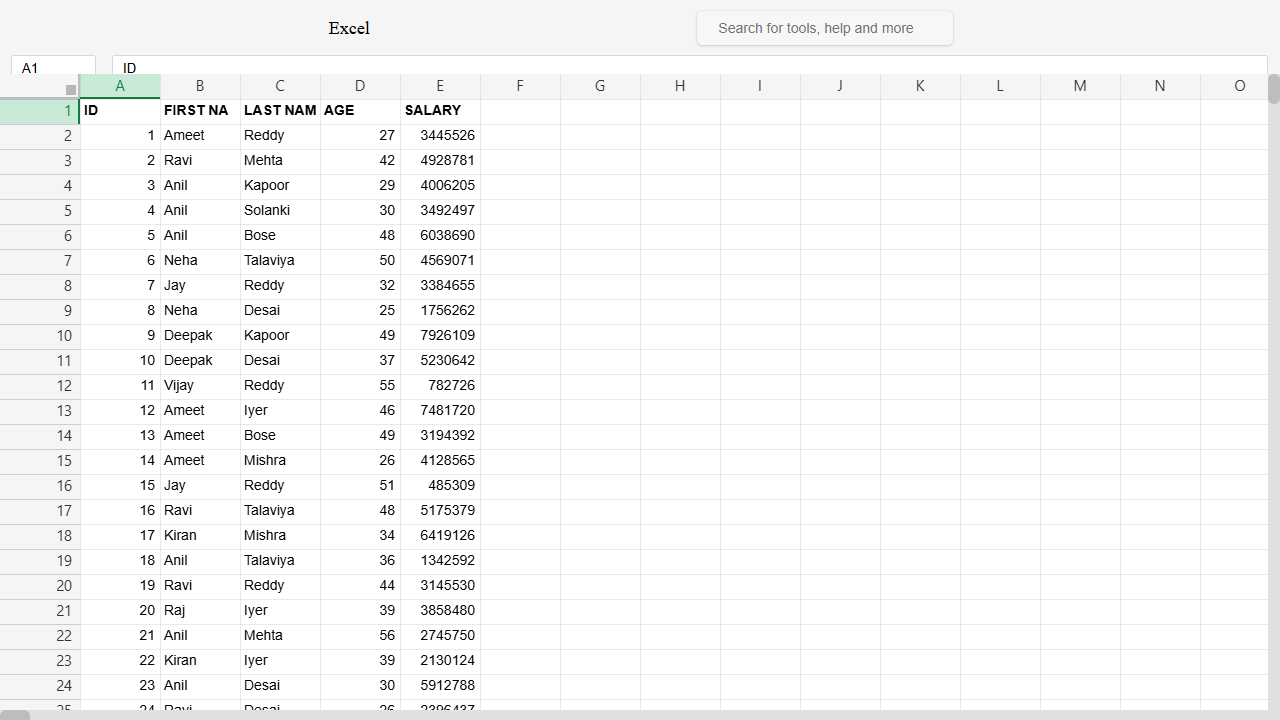 Excel
Search for tools, help and more
A1 ID
A B C D E F G H I J K L M N O
1 ID FIRST NA LAST NAM AGE SALARY
2 1 Ameet Reddy 27 3445526
3 2 Ravi Mehta 42 4928781
4 3 Anil Kapoor 29 4006205
5 4 Anil Solanki 30 3492497
6 5 Anil Bose 48 6038690
7 6 Neha Talaviya 50 4569071
8 7 Jay Reddy 32 3384655
9 8 Neha Desai 25 1756262
10 9 Deepak Kapoor 49 7926109
11 10 Deepak Desai 37 5230642
12 11 Vijay Reddy 55 782726
13 12 Ameet Iyer 46 7481720
14 13 Ameet Bose 49 3194392
15 14 Ameet Mishra 26 4128565
16 15 Jay Reddy 51 485309
17 16 Ravi Talaviya 48 5175379
18 17 Kiran Mishra 34 6419126
19 18 Anil Talaviya 36 1342592
20 19 Ravi Reddy 44 3145530
21 20 Raj Iyer 39 3858480
22 21 Anil Mehta 56 2745750
23 22 Kiran Iyer 39 2130124
24 23 Anil Desai 30 5912788
25 24 Ravi Desai